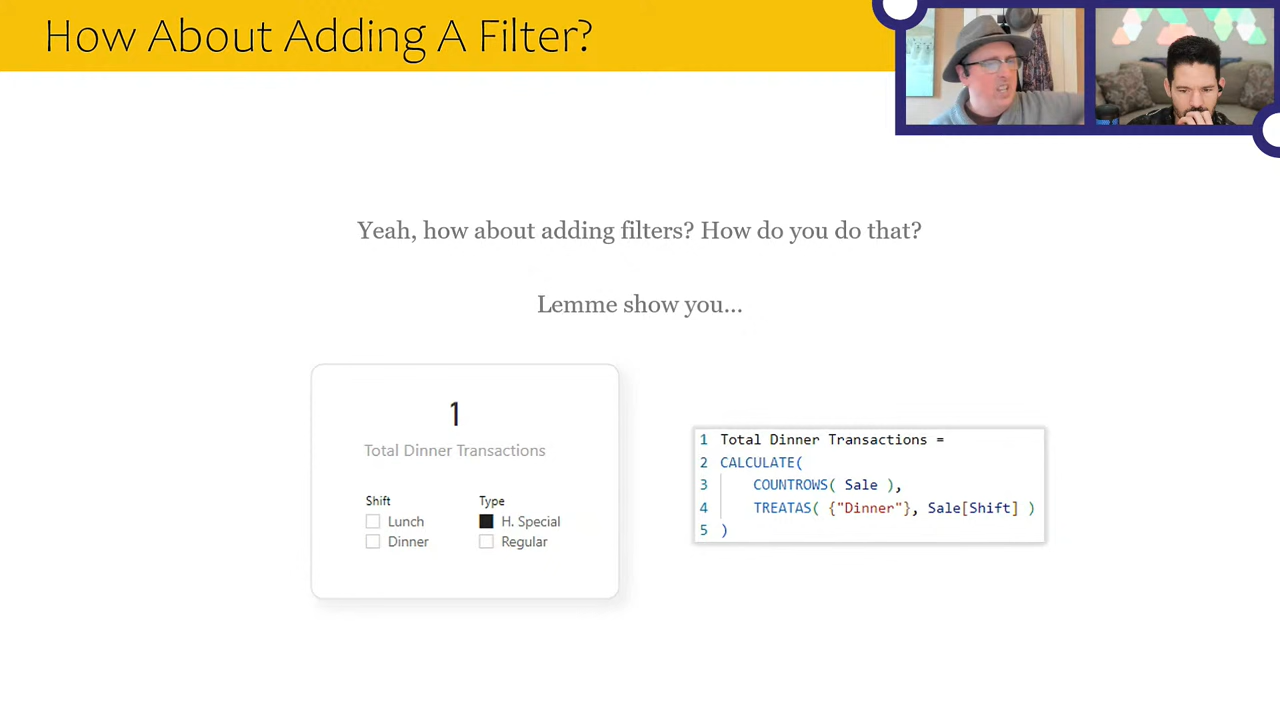 How About Adding A Filter?
Yeah, how about adding filters? How do you do that?
Lemme show you...
1
Total Dinner Transactions
Shift
Lunch
Dinner
Type
H. Special
Regular
1 Total Dinner Transactions =
2 CALCULATE(
3 COUNTROWS( Sale ),
4 TREATAS( {"Dinner"}, Sale[Shift] )
5 )